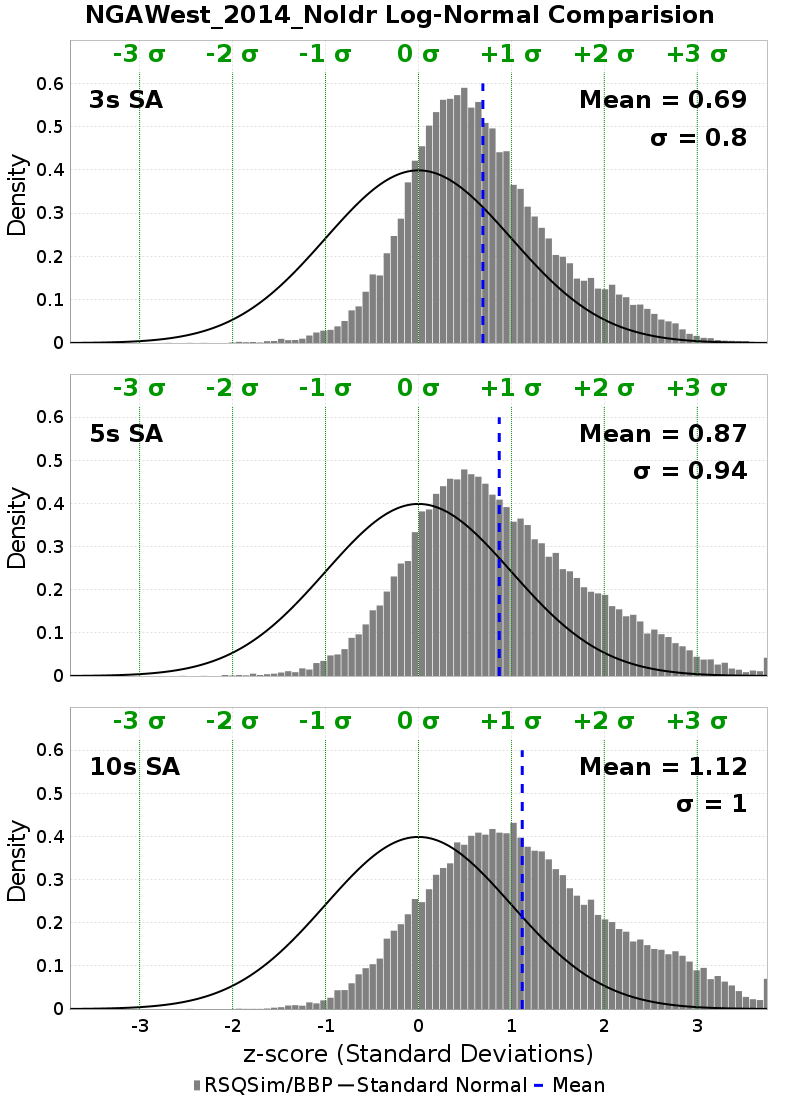 NGAWest_2014_NoIdr Log-Normal Comparision
-3 σ -2 σ -1 σ 0 σ +1 σ +2 σ +3 σ
3s SA
Mean = 0.69
σ = 0.8
0.6
0.5
0.4
0.3
0.2
0.1
0
Density
-3 σ -2 σ -1 σ 0 σ +1 σ +2 σ +3 σ
5s SA
Mean = 0.87
σ = 0.94
0.6
0.5
0.4
0.3
0.2
0.1
0
Density
-3 σ -2 σ -1 σ 0 σ +1 σ +2 σ +3 σ
10s SA
Mean = 1.12
σ = 1
0.6
0.5
0.4
0.3
0.2
0.1
0
Density
-3 -2 -1 0 1 2 3
z-score (Standard Deviations)
RSQSim/BBP Standard Normal Mean